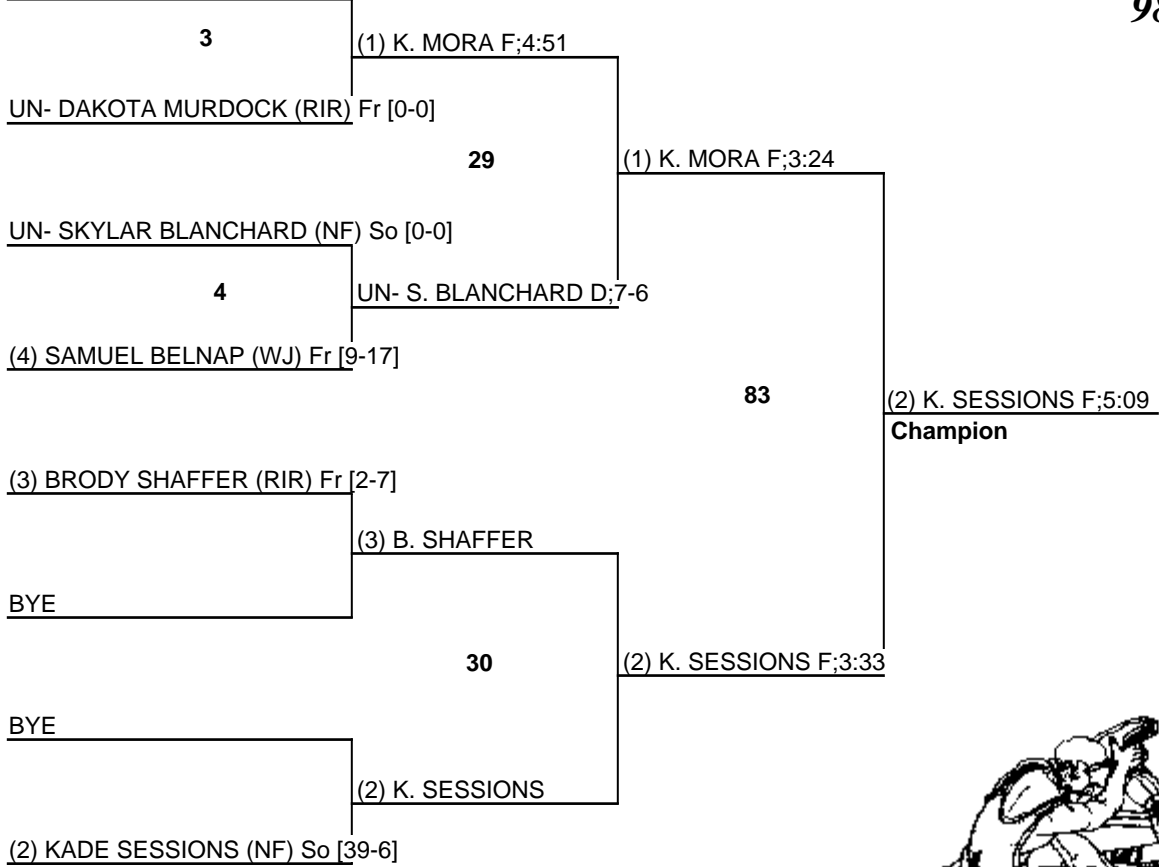 98
3
(1) K. MORA F;4:51
UN- DAKOTA MURDOCK (RIR) Fr [0-0]
29
(1) K. MORA F;3:24
UN- SKYLAR BLANCHARD (NF) So [0-0]
4
UN- S. BLANCHARD D;7-6
(4) SAMUEL BELNAP (WJ) Fr [9-17]
83
(2) K. SESSIONS F;5:09
Champion
(3) BRODY SHAFFER (RIR) Fr [2-7]
(3) B. SHAFFER
BYE
30
(2) K. SESSIONS F;3:33
BYE
(2) K. SESSIONS
(2) KADE SESSIONS (NF) So [39-6]